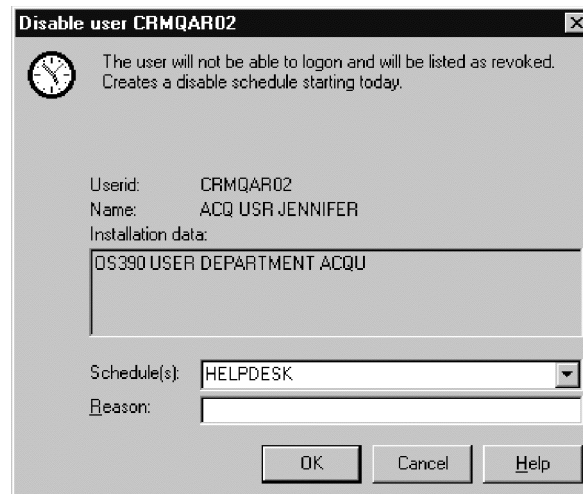 Disable user CRMQAR02
The user will not be able to logon and will be listed as revoked.
Creates a disable schedule starting today.
Userid: CRMQAR02
Name: ACQ USR JENNIFER
Installation data:
OS390 USER DEPARTMENT ACQU
Schedule(s): HELPDESK
Reason:
OK Cancel Help